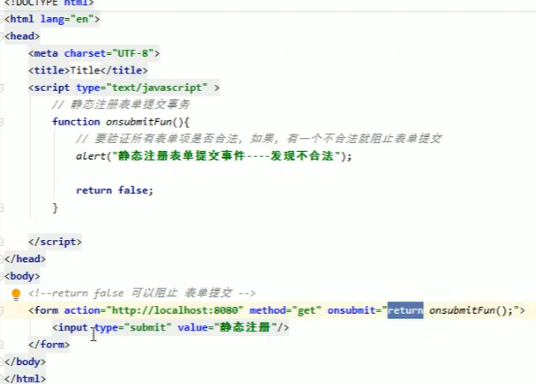 <!DOCTYPE html>
<html lang="en">
<head>
<meta charset="UTF-8">
<title>Title</title>
<script type="text/javascript" >
// 静态注册表单提交事务
function onsubmitFun(){
// 要验证所有表单项是否合法，如果，有一个不合法就阻止表单提交
alert("静态注册表单提交事件----发现不合法");
return false;
}
</script>
</head>
<body>
<!--return false 可以阻止 表单提交 -->
<form action="http://localhost:8080" method="get" onsubmit="return onsubmitFun();">
<input type="submit" value="静态注册"/>
</form>
</body>
</html>